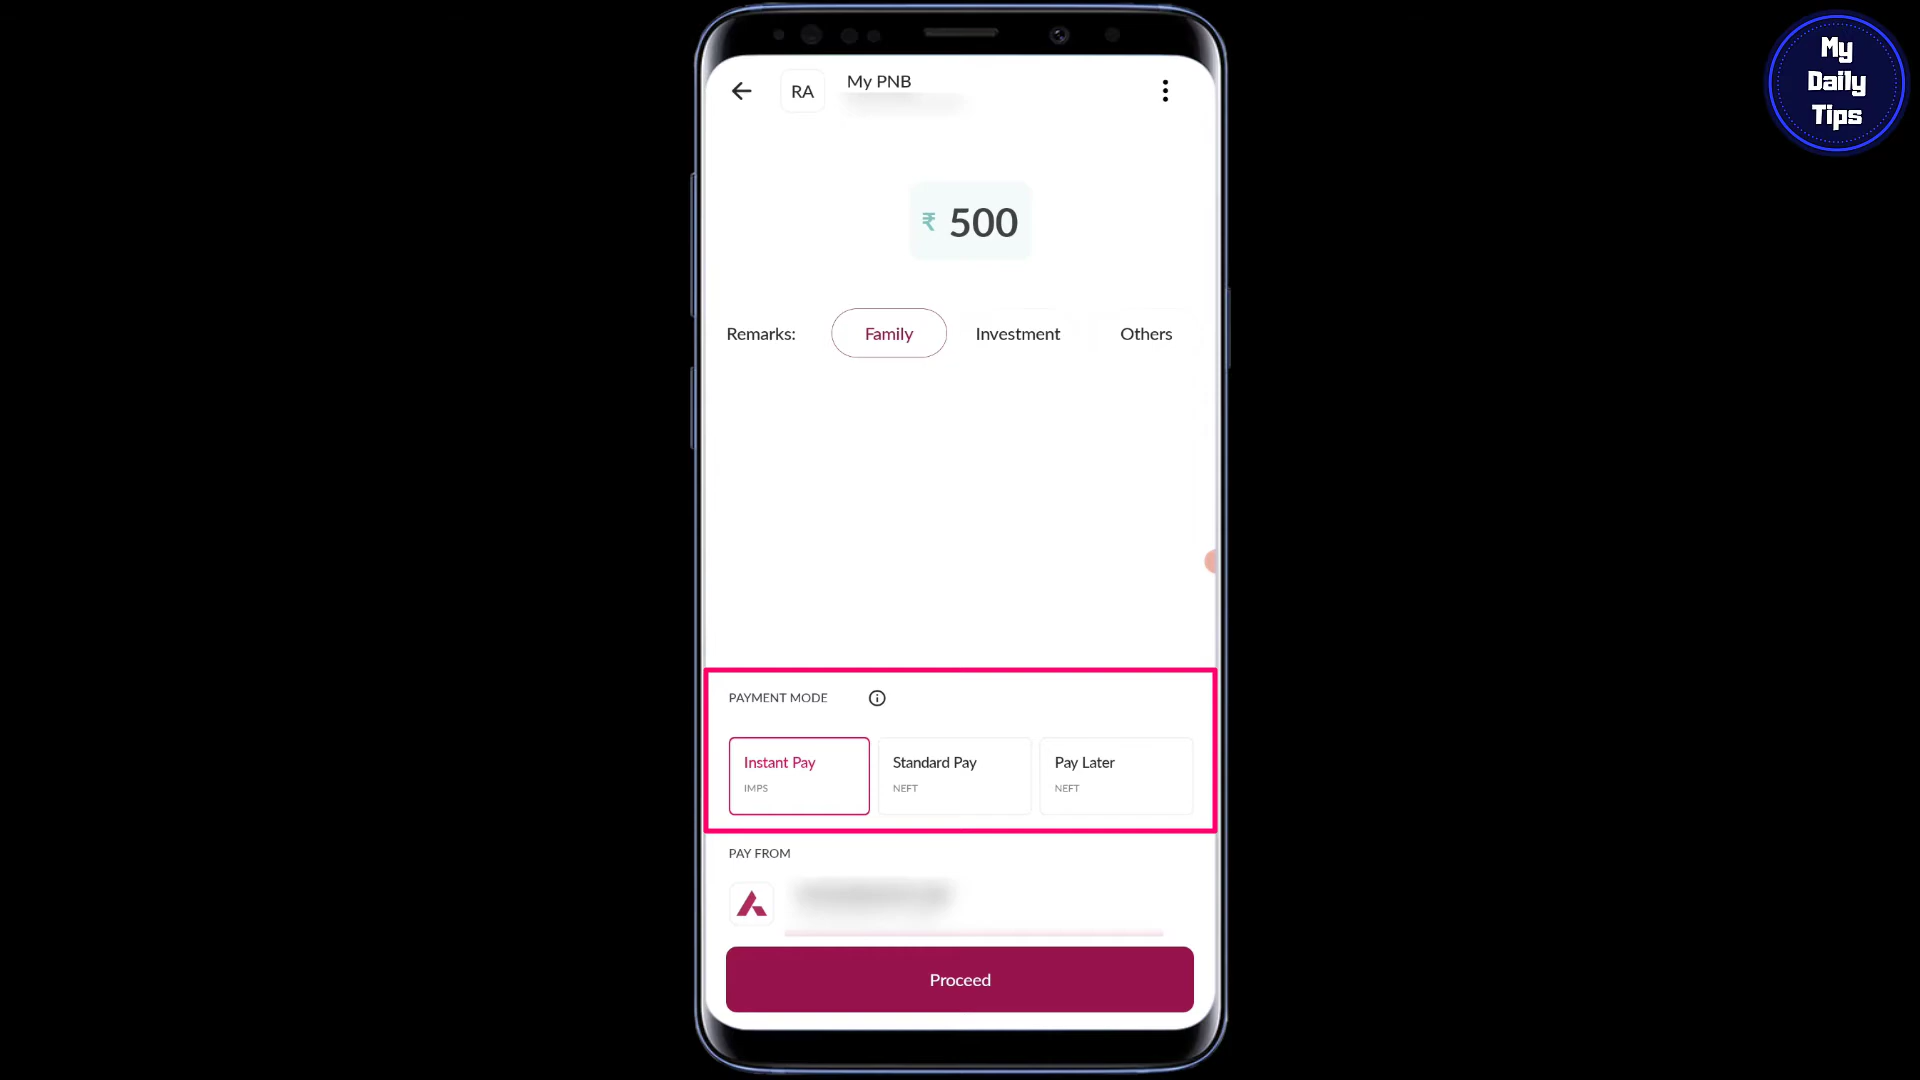 My
Daily
Tips
RA
My PNB
₹ 500
Remarks: Family Investment Others
PAYMENT MODE
Instant Pay Standard Pay Pay Later
IMPS NEFT NEFT
PAY FROM
Proceed